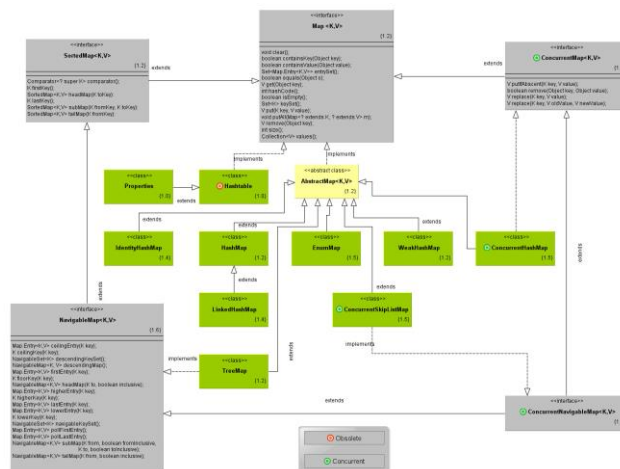 <<interface>>
Map <K,V>
{1.2}
void clear();
boolean containsKey(Object key);
boolean containsValue(Object value);
Set<Map.Entry<K,V>> entrySet();
boolean equals(Object o);
V get(Object key);
int hashCode();
boolean isEmpty();
Set<K> keySet();
V put(K key, V value);
void putAll(Map<? extends K, ? extends V> m);
V remove(Object key);
int size();
Collection<V> values();
<<interface>>
SortedMap<K,V>
{1.2}
Comparator<? super K> comparator();
K firstKey();
SortedMap<K,V> headMap(K toKey);
K lastKey();
SortedMap<K,V> subMap(K fromKey, K toKey);
SortedMap<K,V> tailMap(K fromKey);
extends
<<interface>>
ConcurrentMap<K,V>
V putIfAbsent(K key, V value);
boolean remove(Object key, Object value);
V replace(K key, V value);
V replace(K key, V oldValue, V newValue);
extends
implements
implements
<<class>>
Properties
{1.0}
extends
<<class>>
Hashtable
{1.0}
<<abstract class>>
AbstractMap<K,V>
{1.2}
extends
extends
extends
<<class>>
IdentityHashMap
{1.4}
<<class>>
HashMap
{1.2}
<<class>>
EnumMap
{1.5}
<<class>>
WeakHashMap
{1.2}
<<class>>
ConcurrentHashMap
{1.5}
extends
extends
extends
<<class>>
LinkedHashMap
{1.4}
<<class>>
ConcurrentSkipListMap
{1.5}
extends
extends
<<interface>>
NavigableMap<K,V>
{1.6}
Map.Entry<K,V> ceilingEntry(K key);
K ceilingKey(K key);
NavigableSet<K> descendingKeySet();
NavigableMap<K,V> descendingMap();
Map.Entry<K,V> firstEntry();
K floorKey(K key);
NavigableMap<K,V> headMap(K to, boolean inclusive);
Map.Entry<K,V> higherEntry(K key);
K higherKey(K key);
Map.Entry<K,V> lastEntry();
Map.Entry<K,V> lowerEntry(K key);
K lowerKey(K key);
NavigableSet<K> navigableKeySet();
Map.Entry<K,V> pollFirstEntry();
Map.Entry<K,V> pollLastEntry();
NavigableMap<K,V> subMap(K from, boolean fromInclusive,
K to, boolean toInclusive);
NavigableMap<K,V> tailMap(K from, boolean inclusive);
implements
<<class>>
TreeMap
implements
extends
<<interface>>
ConcurrentNavigableMap<K,V>
Obsolete
Concurrent